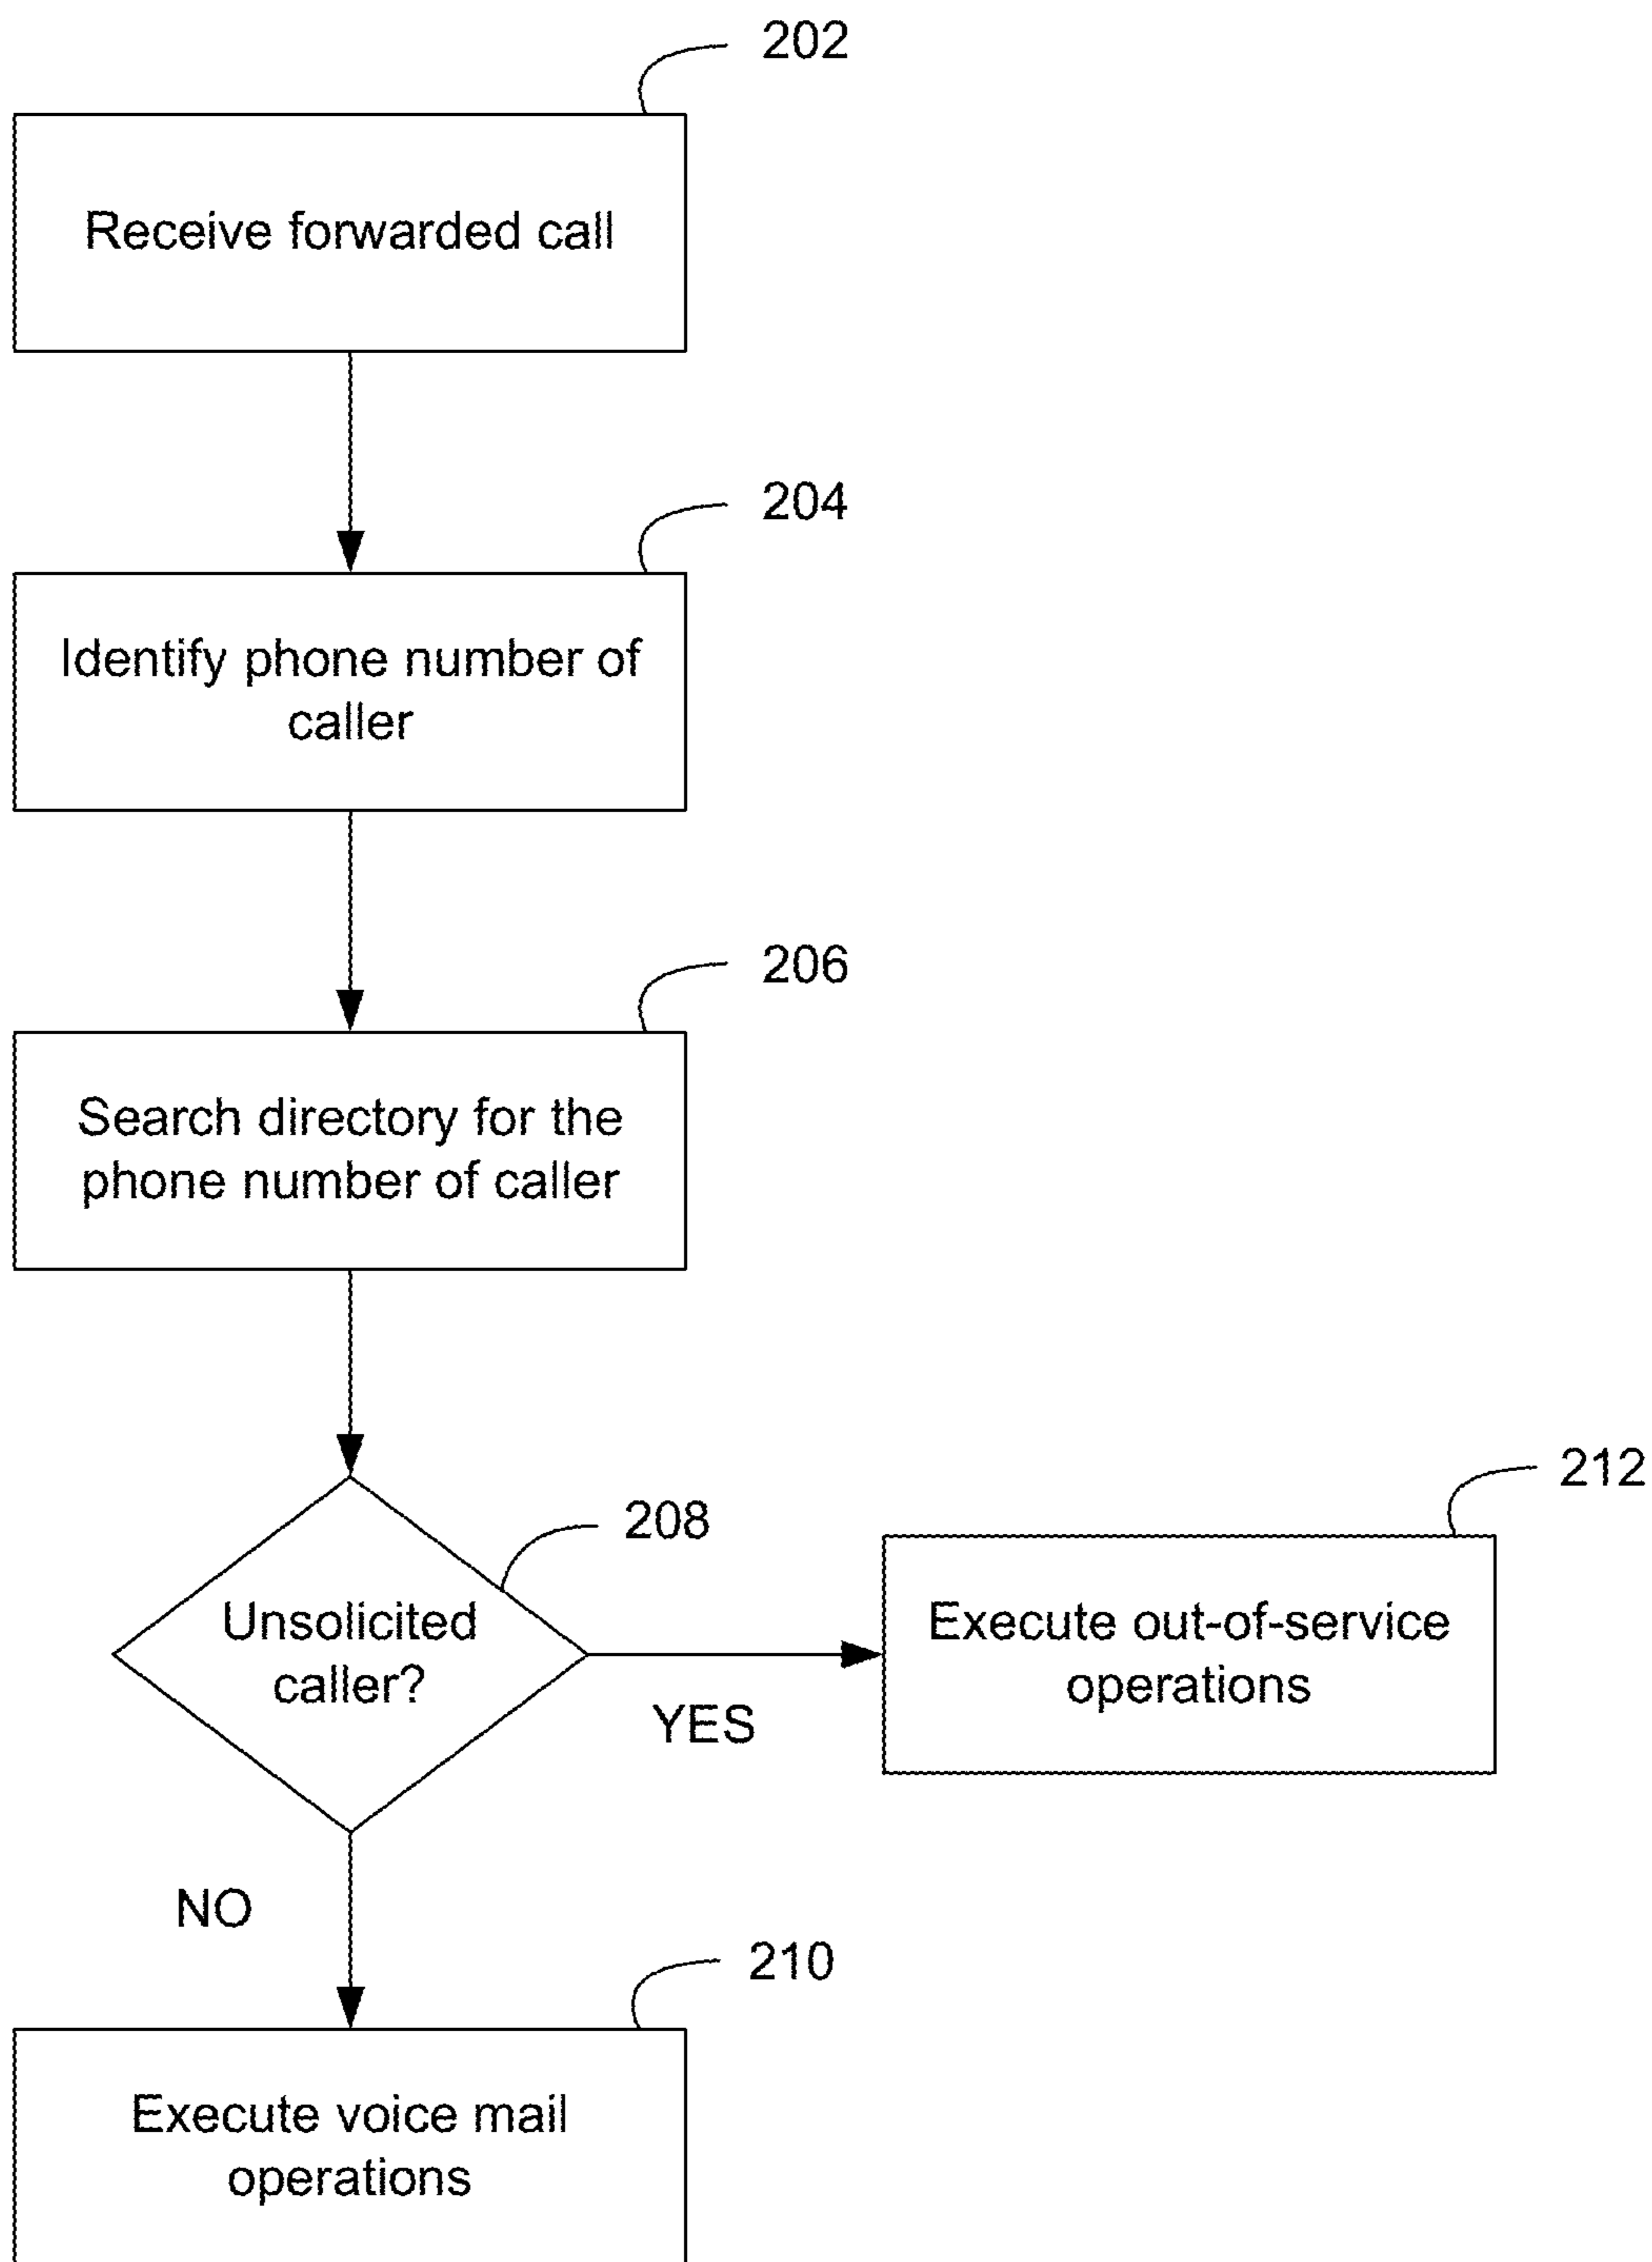 202
Receive forwarded call
204
Identify phone number of
caller
206
Search directory for the
phone number of caller
208
Unsolicited
caller?
YES
212
Execute out-of-service
operations
NO
210
Execute voice mail
operations